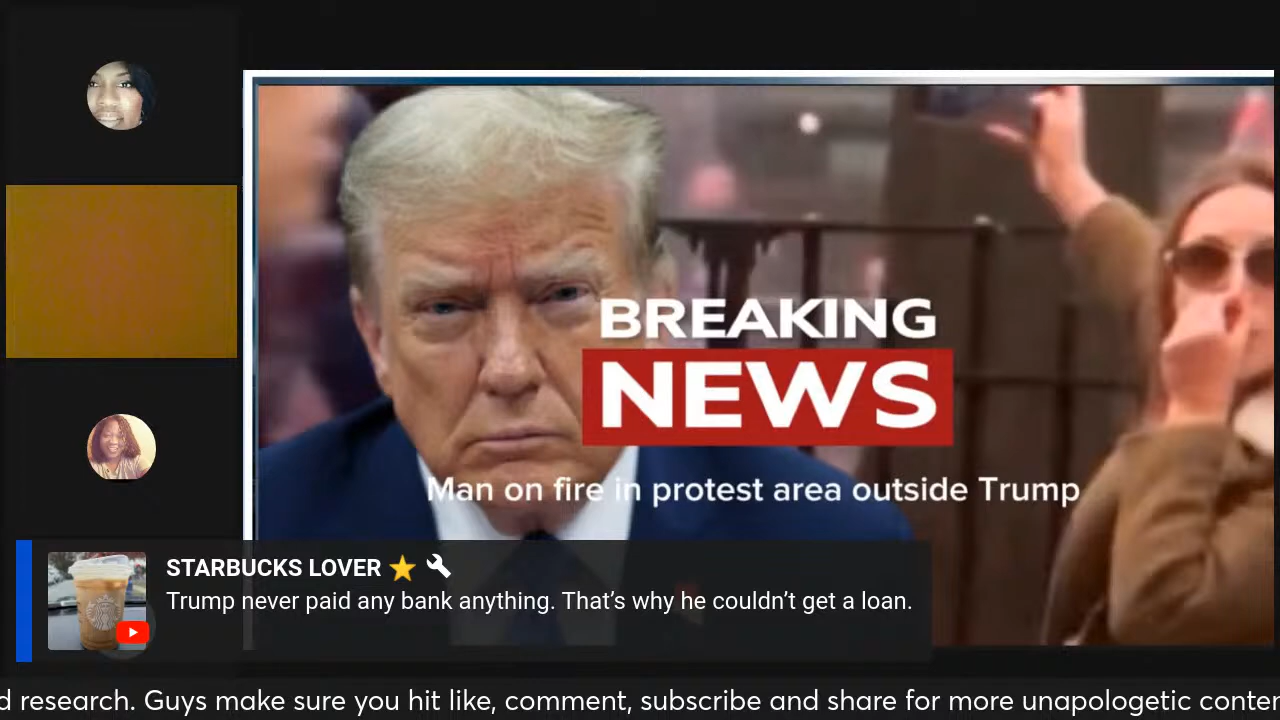 BREAKING
NEWS
Man on fire in protest area outside Trump
STARBUCKS LOVER ⭐ 🔧
Trump never paid any bank anything. That’s why he couldn’t get a loan.
d research. Guys make sure you hit like, comment, subscribe and share for more unapologetic conten